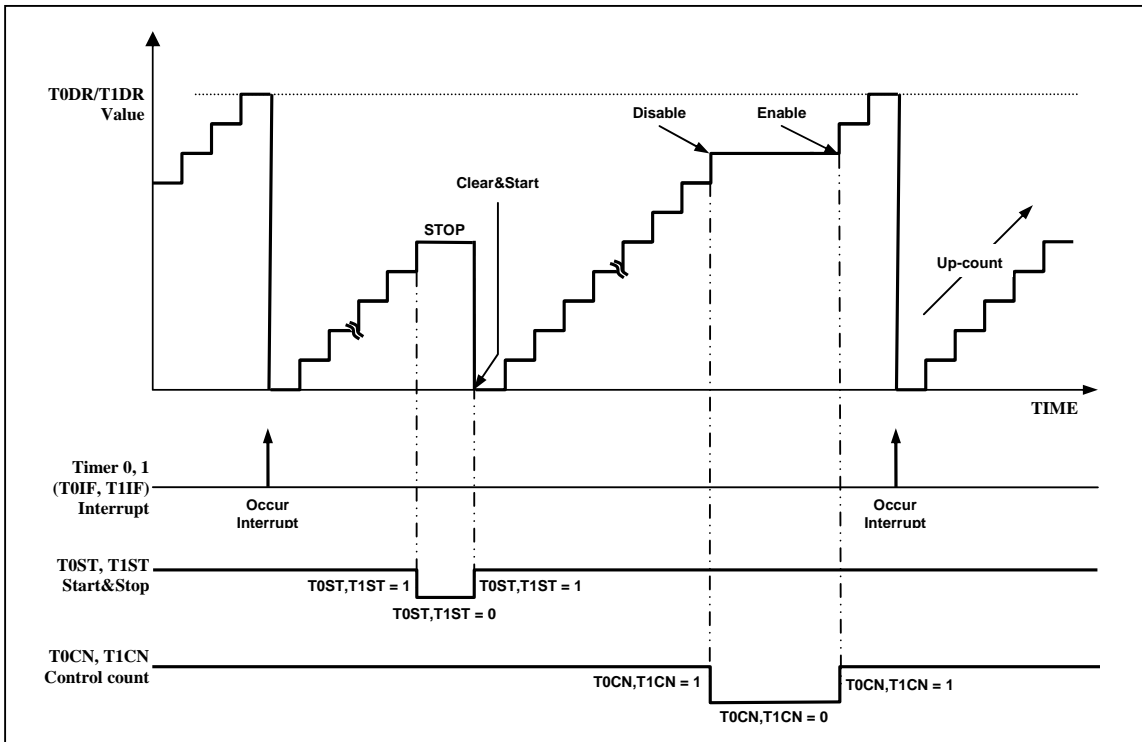 T0DR/T1DR
Value
Disable
Enable
Clear&Start
STOP
Up-count
TIME
Timer 0, 1
(T0IF, T1IF)
Interrupt
Occur
Interrupt
Occur
Interrupt
T0ST, T1ST
Start&Stop
T0ST,T1ST = 1
T0ST,T1ST = 1
T0ST,T1ST = 0
T0CN, T1CN
Control count
T0CN,T1CN = 1
T0CN,T1CN = 1
T0CN,T1CN = 0